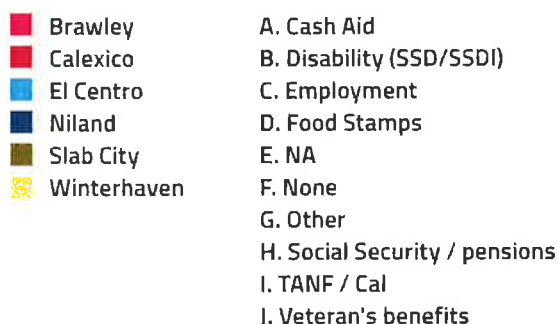 Brawley
Calexico
El Centro
Niland
Slab City
Winterhaven
A. Cash Aid
B. Disability (SSD/SSDI)
C. Employment
D. Food Stamps
E. NA
F. None
G. Other
H. Social Security / pensions
I. TANF / Cal
J. Veteran's benefits